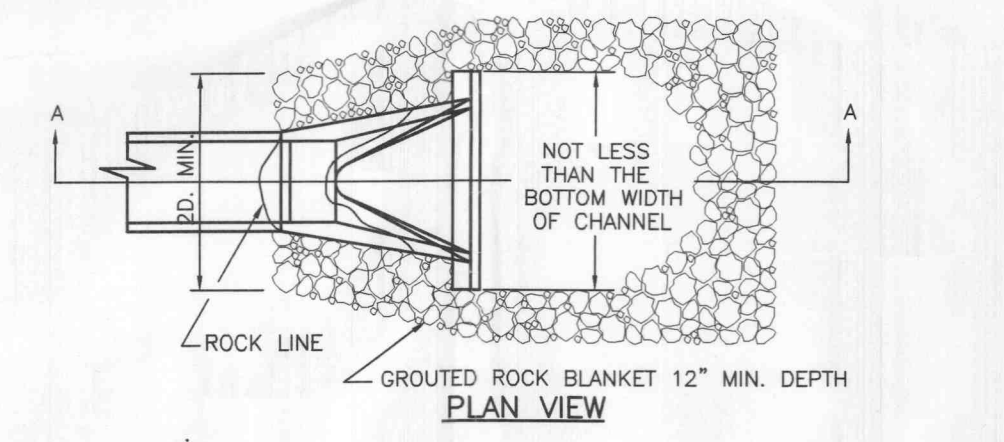 A
A
2D. MIN.
NOT LESS
THAN THE
BOTTOM WIDTH
OF CHANNEL
ROCK LINE
GROUTED ROCK BLANKET 12" MIN. DEPTH
PLAN VIEW